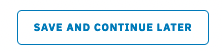 SAVE AND CONTINUE LATER